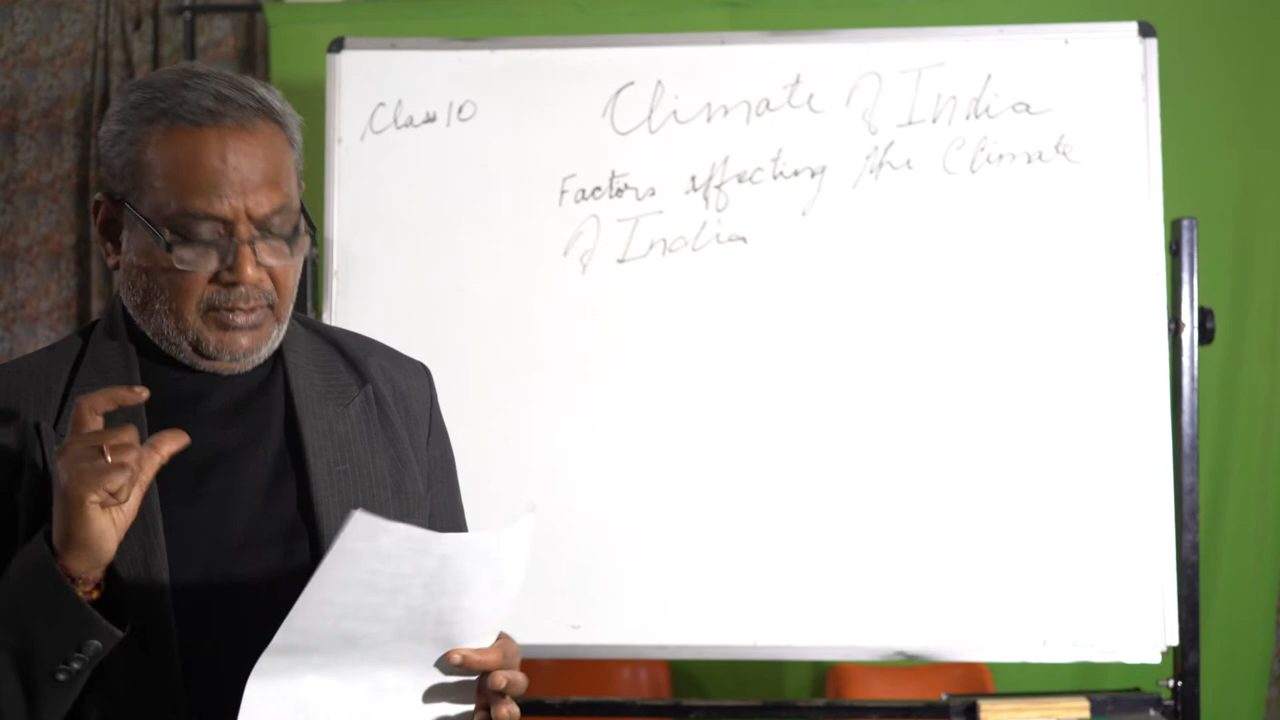 Class 10
Climate of India
Factors affecting the Climate
of India